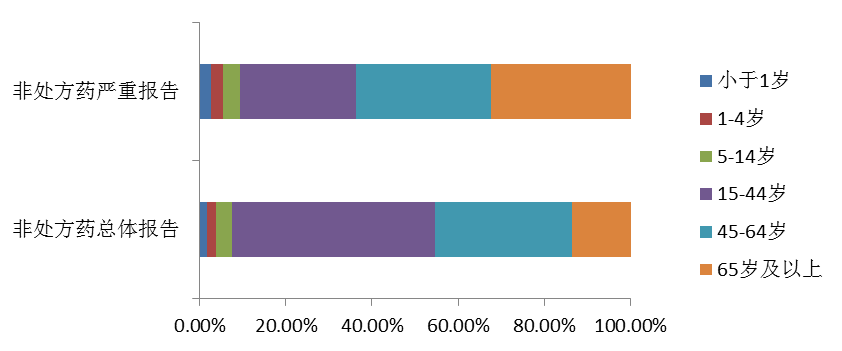 非处方药严重报告
非处方药总体报告
0.00% 20.00% 40.00% 60.00% 80.00% 100.00%
小于1岁
1-4岁
5-14岁
15-44岁
45-64岁
65岁及以上